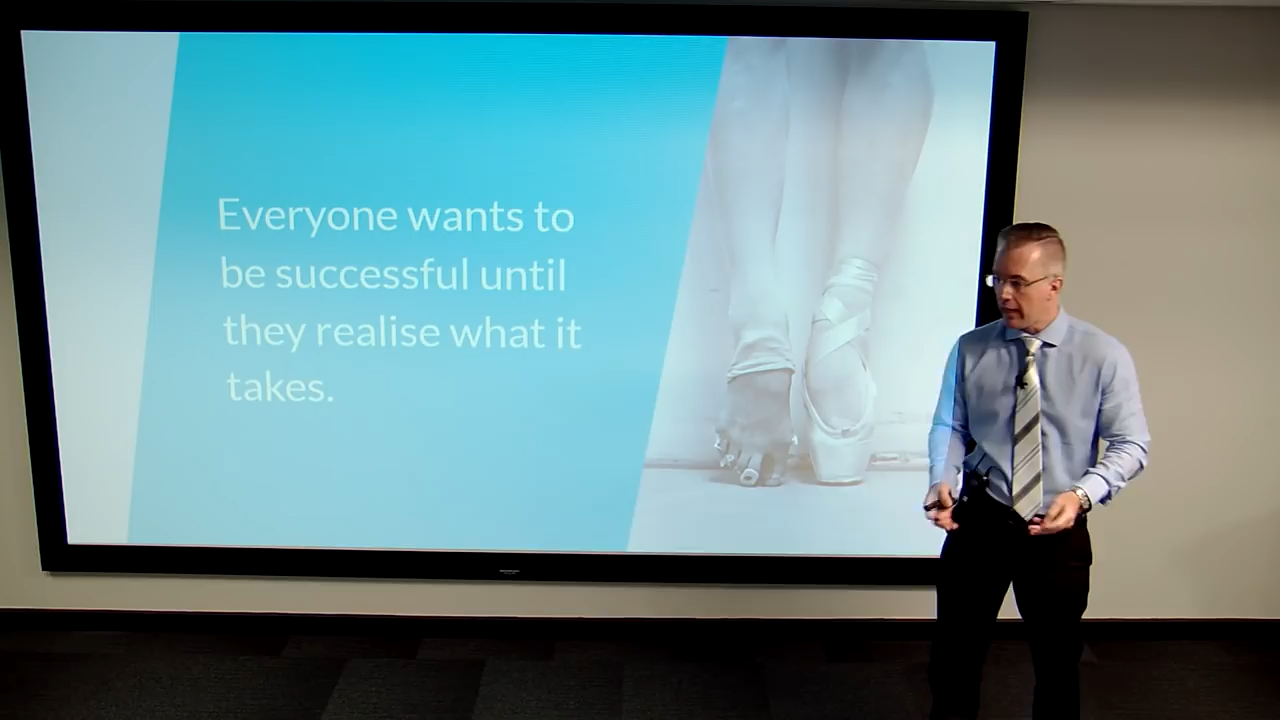 Everyone wants to
be successful until
they realise what it
takes.